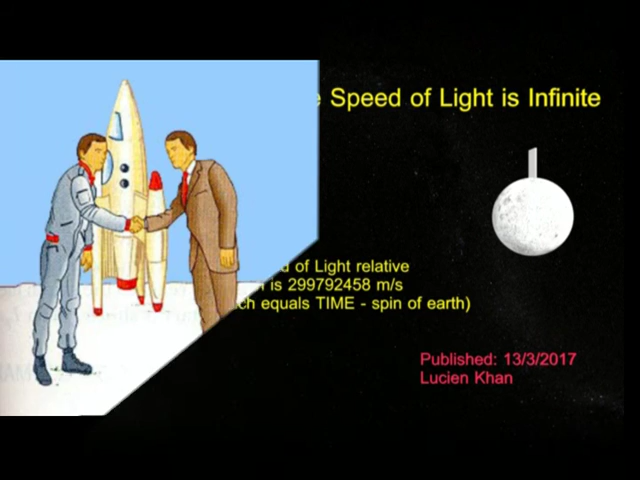 Speed of Light is Infinite
of Light relative
is 299792458 m/s
equals TIME - spin of earth)
Published: 13/3/2017
Lucien Khan